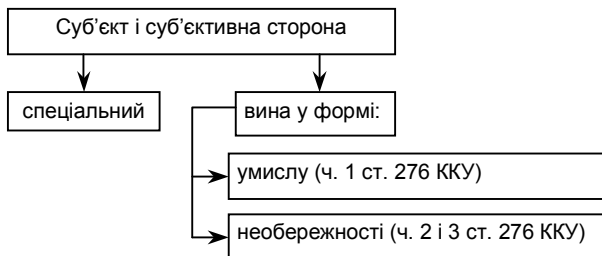 Суб’єкт і суб’єктивна сторона
спеціальний
вина у формі:
умислу (ч. 1 ст. 276 ККУ)
необережності (ч. 2 і 3 ст. 276 ККУ)